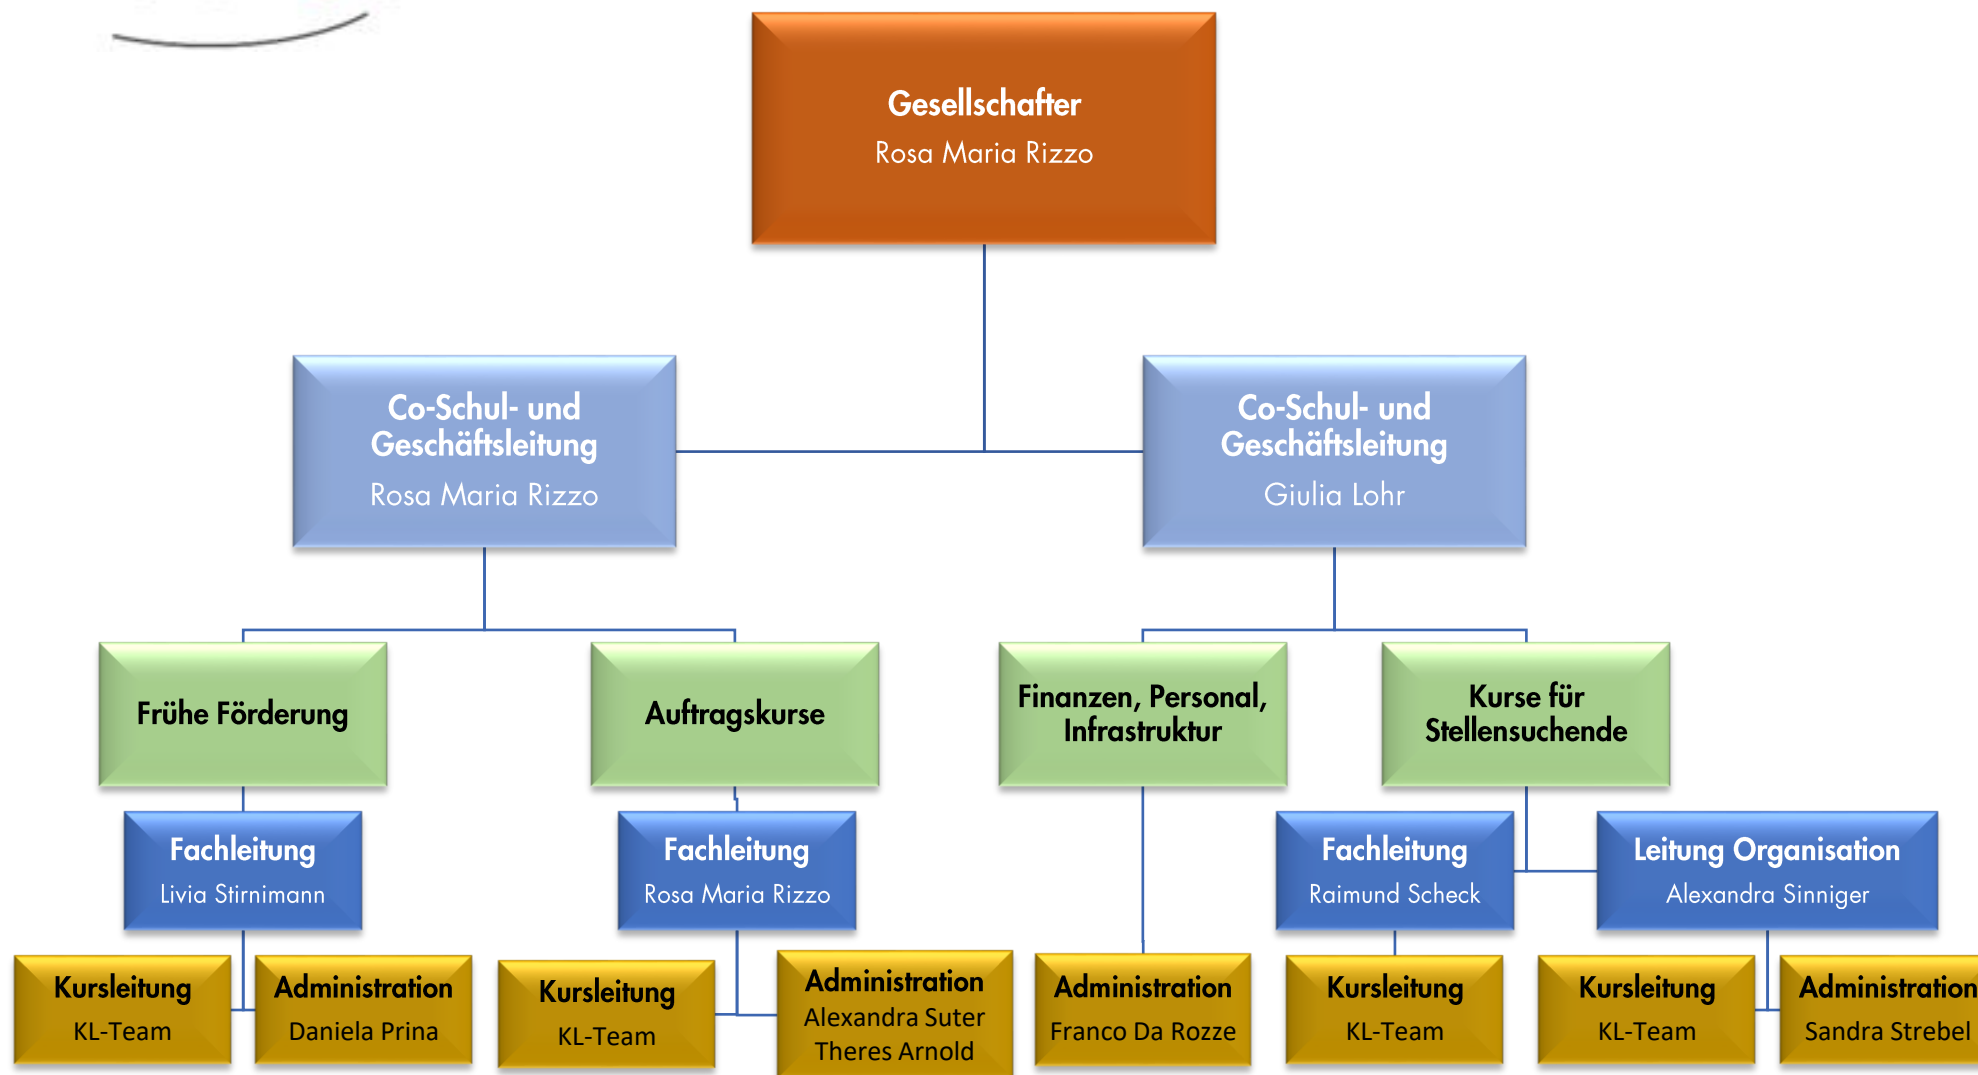 Gesellschafter
Rosa Maria Rizzo
Co-Schul- und
Geschäftsleitung
Rosa Maria Rizzo
Co-Schul- und
Geschäftsleitung
Giulia Lohr
Frühe Förderung
Auftragskurse
Finanzen, Personal,
Infrastruktur
Kurse für
Stellensuchende
Fachleitung
Livia Stirnimann
Fachleitung
Rosa Maria Rizzo
Fachleitung
Raimund Scheck
Leitung Organisation
Alexandra Sinniger
Kursleitung
KL-Team
Administration
Daniela Prina
Kursleitung
KL-Team
Administration
Alexandra Suter
Theres Arnold
Administration
Franco Da Rozze
Kursleitung
KL-Team
Kursleitung
KL-Team
Administration
Sandra Strebel